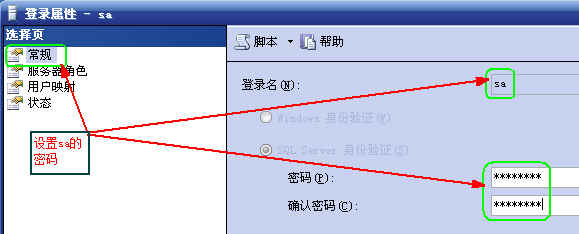 登录属性 - sa
选择页
常规
服务器角色
用户映射
状态
设置sa的
密码
脚本 帮助
登录名(N):
sa
Windows 身份验证(W)
SQL Server 身份验证(S)
密码(P):
********
确认密码(C):
********